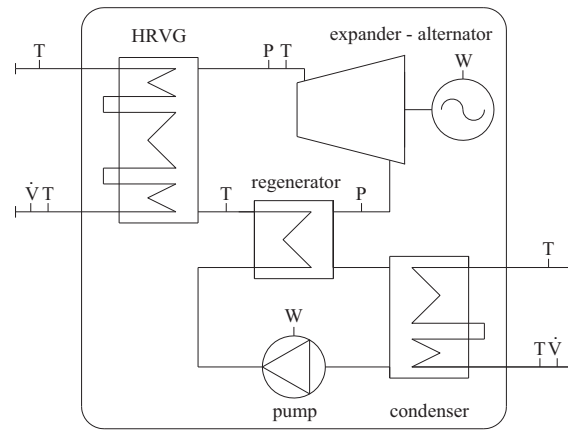 HRVG
expander - alternator
T
P T
W
regenerator
V̇ T
T
P
T
W
T V̇
pump
condenser